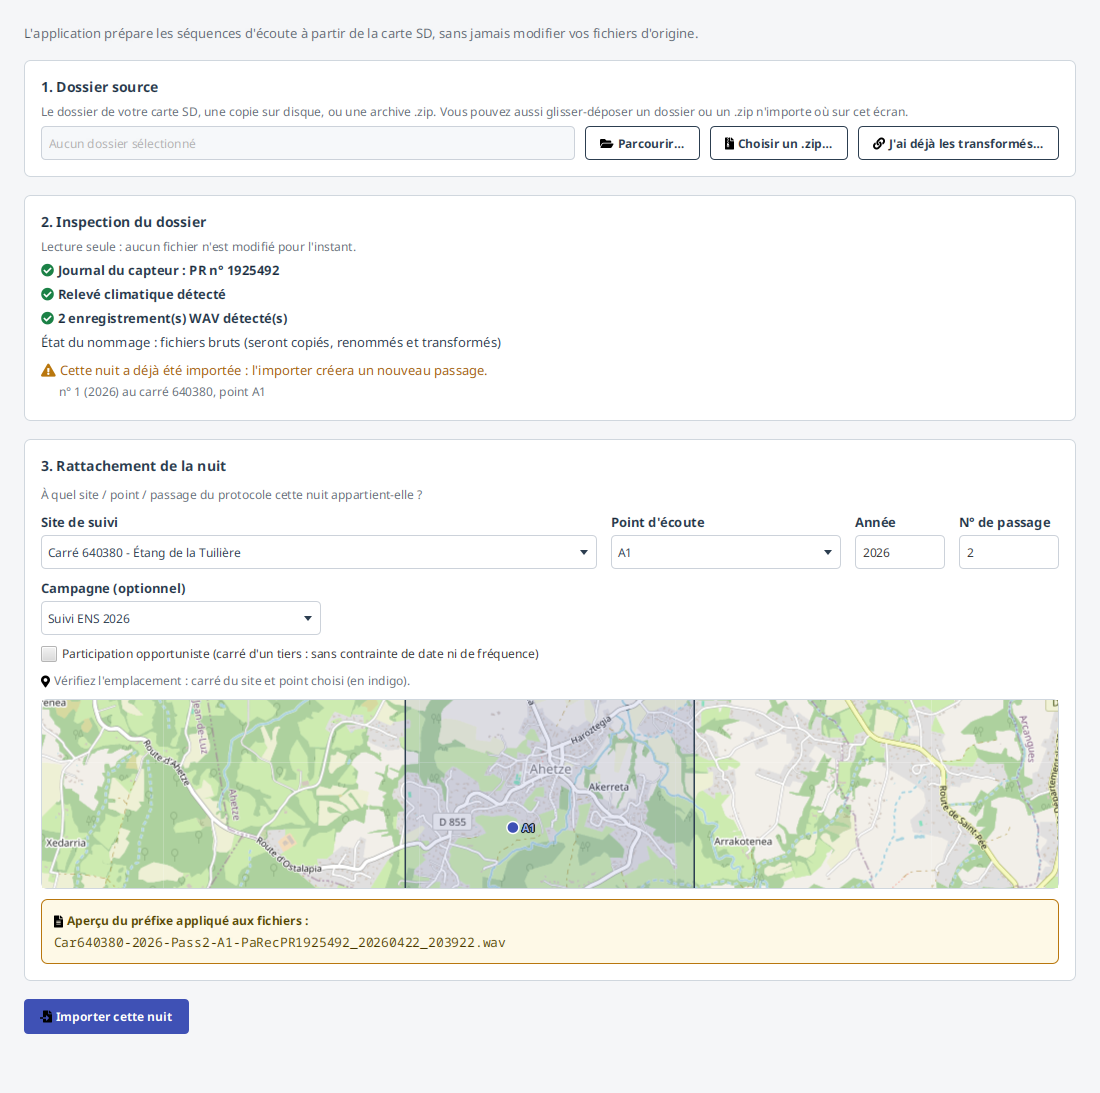 L'application prépare les séquences d'écoute à partir de la carte SD, sans jamais modifier vos fichiers d'origine.
1. Dossier source
Le dossier de votre carte SD, une copie sur disque, ou une archive .zip. Vous pouvez aussi glisser-déposer un dossier ou un .zip n'importe où sur cet écran.
Aucun dossier sélectionné
Parcourir...
Choisir un .zip...
J'ai déjà les transformés...
2. Inspection du dossier
Lecture seule : aucun fichier n'est modifié pour l'instant.
Journal du capteur : PR n° 1925492
Relevé climatique détecté
2 enregistrement(s) WAV détecté(s)
État du nommage : fichiers bruts (seront copiés, renommés et transformés)
Cette nuit a déjà été importée : l'importer créera un nouveau passage.
n° 1 (2026) au carré 640380, point A1
3. Rattachement de la nuit
À quel site / point / passage du protocole cette nuit appartient-elle ?
Site de suivi
Point d'écoute
Année
N° de passage
Carré 640380 - Étang de la Tuilière
A1
2026
2
Campagne (optionnel)
Suivi ENS 2026
Participation opportuniste (carré d'un tiers : sans contrainte de date ni de fréquence)
Vérifiez l'emplacement : carré du site et point choisi (en indigo).
enea
Jean-de-Luz
Route d'Ahetze
Ahetze
Haroztegia
Ahetze
Akerreta
D 855
A1
Xedarria
Route d'Ostalapia
Arrakotenea
Arcangues
Route de Saint-Pée
Aperçu du préfixe appliqué aux fichiers :
Car640380-2026-Pass2-A1-PaRecPR1925492_20260422_203922.wav
Importer cette nuit